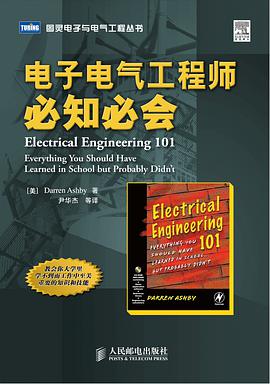 TURING
图灵电子与电气工程丛书
ELSEVIER
电子电气工程师
必知必会
Electrical Engineering 101
Everything You Should Have
Learned in School but Probably Didn't
[美] Darren Ashby 著
尹华杰 等译
Electrical
Engineering
101
EVERYTHING YOU
SHOULD HAVE
LEARNED IN SCHOOL...
BUT PROBABLY DIDN'T
DARREN ASHBY
教会你大学里
学不到而工作中至关
重要的知识和技能
人民邮电出版社